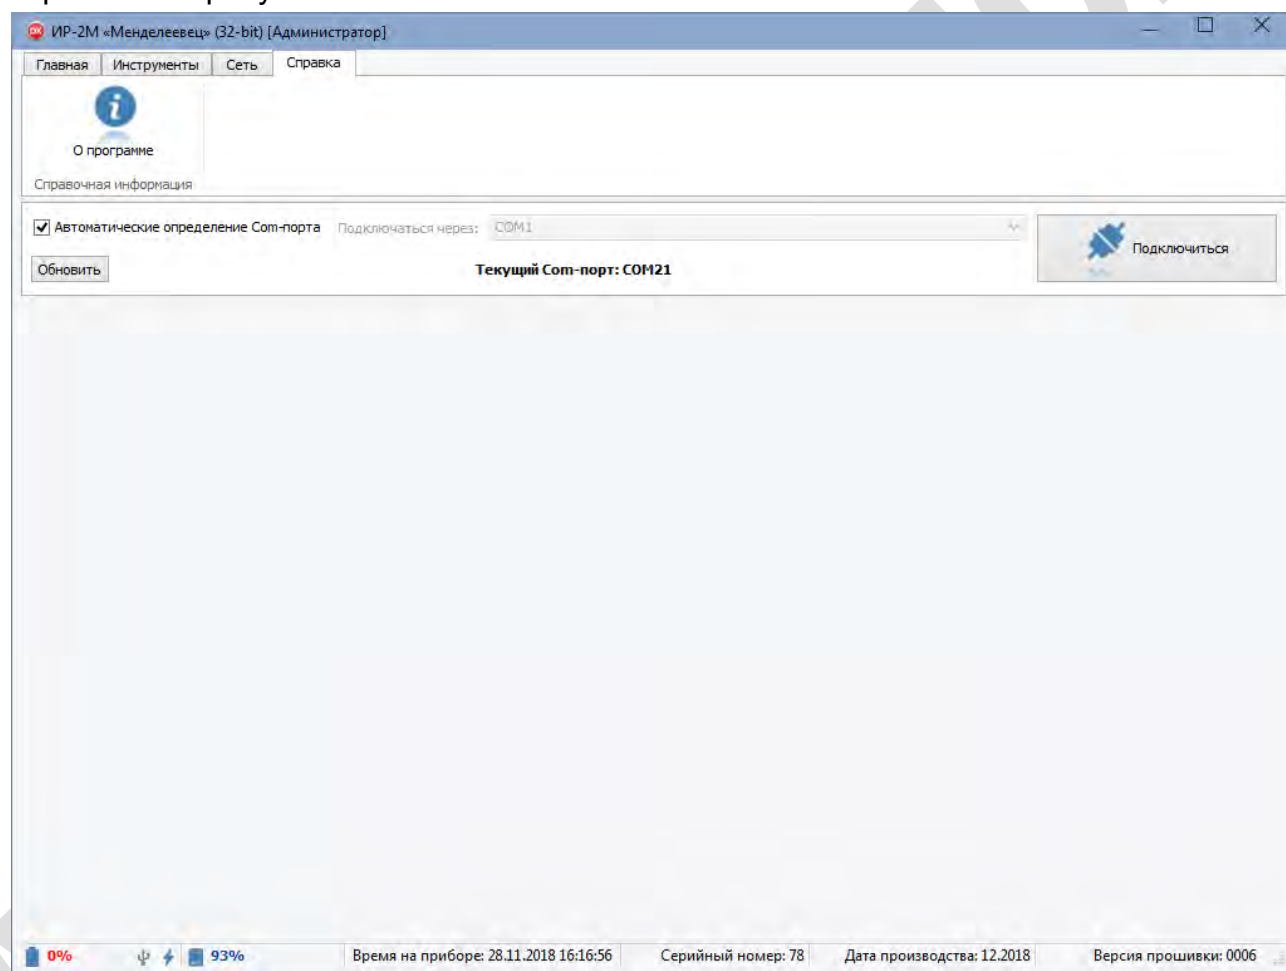 ИР-2М «Менделеевец» (32-bit) [Администратор]
Главная Инструменты Сеть Справка
О программе
Справочная информация
Автоматические определение Com-порта Подключаться через: COM1
Подключиться
Обновить Текущий Com-порт: COM21
0% 93% Время на приборе: 28.11.2018 16:16:56 Серийный номер: 78 Дата производства: 12.2018 Версия прошивки: 0006